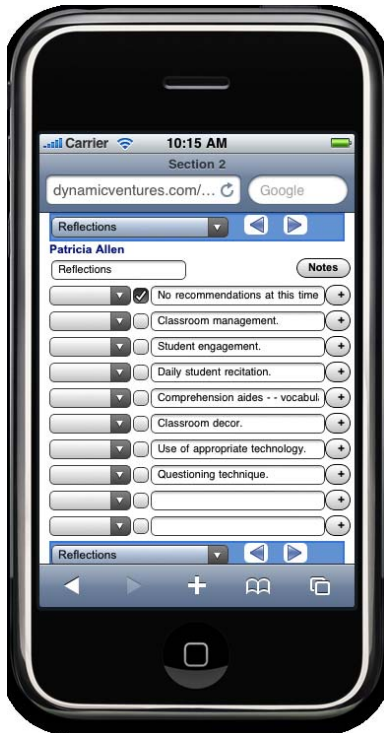 Carrier 10:15 AM
Section 2
dynamicventures.com/... Google
Reflections
Patricia Allen
Reflections Notes
No recommendations at this time +
Classroom management. +
Student engagement. +
Daily student recitation. +
Comprehension aides - - vocabul +
Classroom decor. +
Use of appropriate technology. +
Questioning technique. +
+
+
Reflections